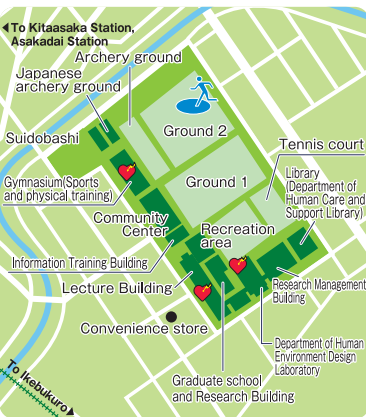 ◀To Kitaasaka Station,
Asakadai Station
Archery ground
Japanese
archery ground
Ground 2
Suidobashi
Tennis court
Gymnasium(Sports
and physical training)
Ground 1
Library
(Department of
Human Care and
Support Library)
Community
Center
Recreation
area
Information Training Building
Lecture Building
Research Management
Building
Convenience store
Department of Human
Environment Design
Laboratory
Graduate school
and Research Building
To Ikebukuro▶